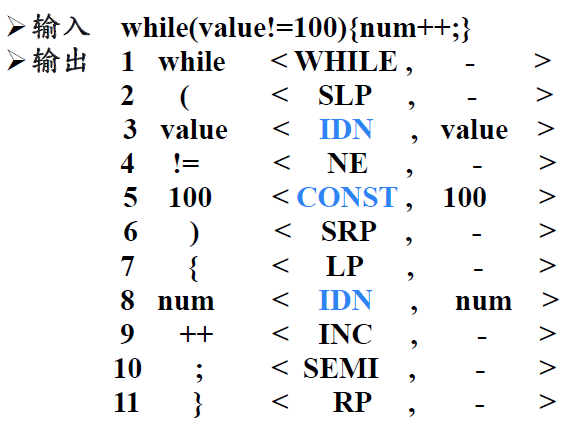 ➢输入 while(value!=100){num++;}
➢输出 1 while < WHILE , - >
2 ( < SLP , - >
3 value < IDN , value >
4 != < NE , - >
5 100 < CONST , 100 >
6 ) < SRP , - >
7 { < LP , - >
8 num < IDN , num >
9 ++ < INC , - >
10 ; < SEMI , - >
11 } < RP , - >